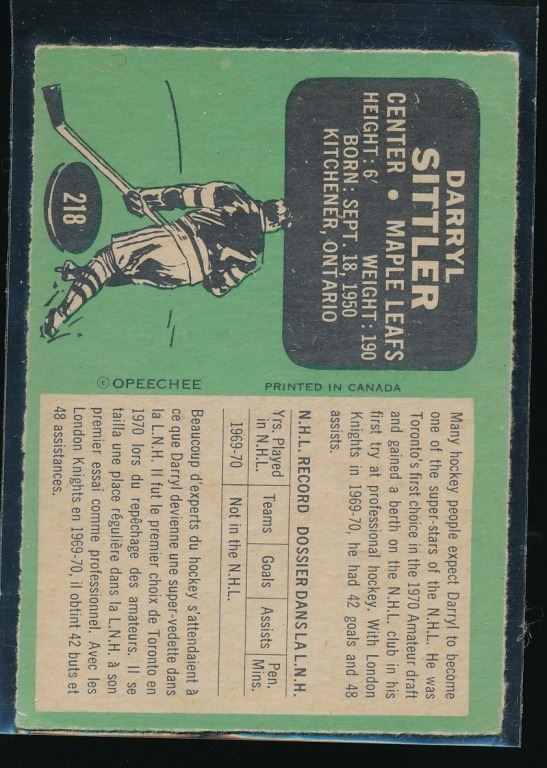 DARRYL
SITTLER
CENTER • MAPLE LEAFS
HEIGHT: 6' WEIGHT: 190
BORN: SEPT. 18, 1950
KITCHENER, ONTARIO
218
© OPEECHEE PRINTED IN CANADA
Many hockey people expect Darryl to become
one of the super-stars of the N.H.L. He was
Toronto's first choice in the 1970 Amateur draft
and gained a berth on the N.H.L. club in his
first try at professional hockey. With London
Knights in 1969-70, he had 42 goals and 48
assists.
N.H.L. RECORD DOSSIER DANS LA L.N.H.
Yrs. Played in N.H.L. Teams Goals Assists Pen. Mins.
1969-70 Not in the N.H.L.
Beaucoup d'experts du hockey s'attendaient à
ce que Darryl devienne une super-vedette dans
la L.N.H. Il fut le premier choix de Toronto en
1970 lors du repêchage des amateurs. Il se
tailla une place régulière dans la L.N.H. à son
premier essai comme professionnel. Avec les
London Knights en 1969-70, il obtint 42 buts et
48 assistances.